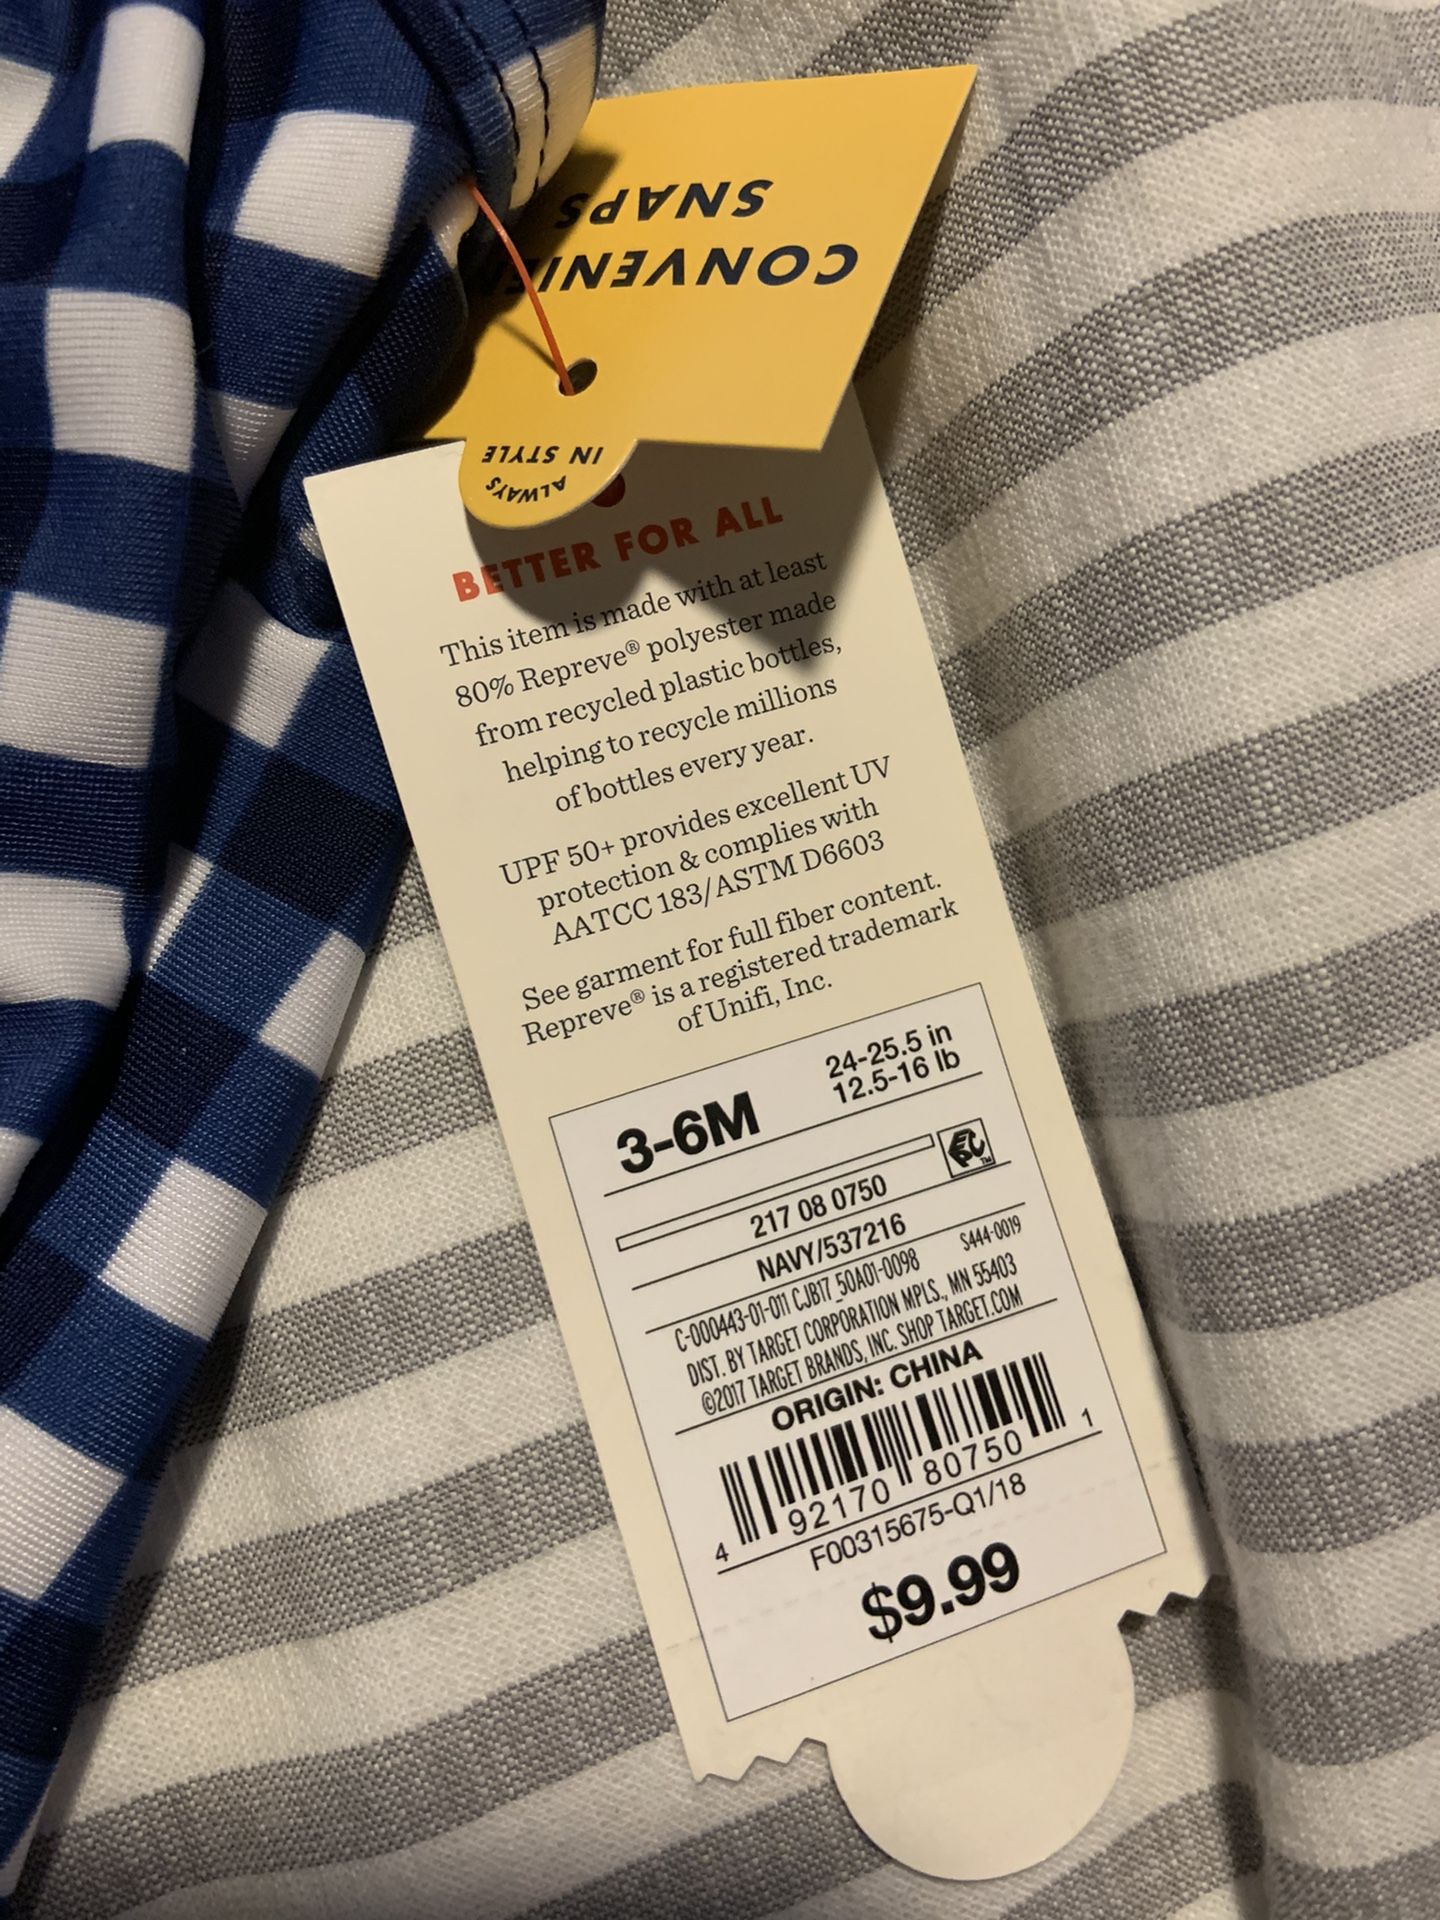 CONVENIE
SNAPS
ALWAYS
IN STYLE
BETTER FOR ALL
This item is made with at least
80% Repreve® polyester made
from recycled plastic bottles,
helping to recycle millions
of bottles every year.
UPF 50+ provides excellent UV
protection & complies with
AATCC 183/ASTM D6603
See garment for full fiber content.
Repreve® is a registered trademark
of Unifi, Inc.
3-6M
24-25.5 in
12.5-16 lb
EPC™
217 08 0750
NAVY/537216
C-000443-01-011 CJB17_50A01-0098 S444-0019
DIST. BY TARGET CORPORATION MPLS., MN 55403
©2017 TARGET BRANDS, INC. SHOP TARGET.COM
ORIGIN: CHINA
4 92170 80750 1
F00315675-Q1/18
$9.99